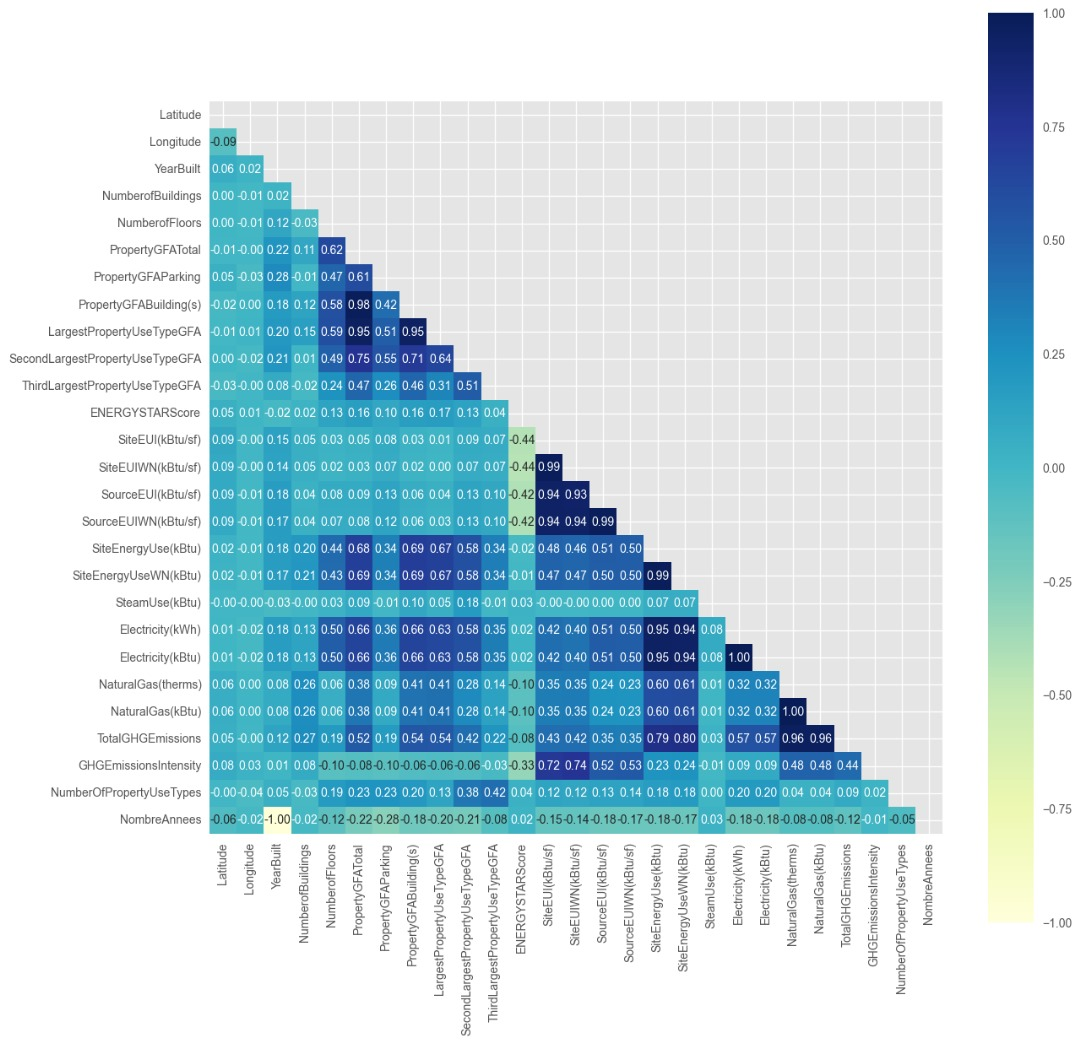 1.00
Latitude
Longitude -0.09
0.75
YearBuilt 0.06 0.02
NumberofBuildings 0.00 -0.01 0.02
NumberofFloors 0.00 -0.01 0.12 -0.03
0.50
PropertyGFATotal -0.01 -0.00 0.22 0.11 0.62
PropertyGFAParking 0.05 -0.03 0.28 -0.01 0.47 0.61
PropertyGFABuilding(s) -0.02 0.00 0.18 0.12 0.58 0.98 0.42
LargestPropertyUseTypeGFA -0.01 0.01 0.20 0.15 0.59 0.95 0.51 0.95
0.25
SecondLargestPropertyUseTypeGFA 0.00 -0.02 0.21 0.01 0.49 0.75 0.55 0.71 0.64
ThirdLargestPropertyUseTypeGFA -0.03 -0.00 0.08 -0.02 0.24 0.47 0.26 0.46 0.31 0.51
ENERGYSTARScore 0.05 0.01 -0.02 0.02 0.13 0.16 0.10 0.16 0.17 0.13 0.04
SiteEUI(kBtu/sf) 0.09 -0.00 0.15 0.05 0.03 0.05 0.08 0.03 0.01 0.09 0.07 -0.44
SiteEUIWN(kBtu/sf) 0.09 -0.00 0.14 0.05 0.02 0.03 0.07 0.02 0.00 0.07 0.07 -0.44 0.99
0.00
SourceEUI(kBtu/sf) 0.09 -0.01 0.18 0.04 0.08 0.09 0.13 0.06 0.04 0.13 0.10 -0.42 0.94 0.93
SourceEUIWN(kBtu/sf) 0.09 -0.01 0.17 0.04 0.07 0.08 0.12 0.06 0.03 0.13 0.10 -0.42 0.94 0.94 0.99
SiteEnergyUse(kBtu) 0.02 -0.01 0.18 0.20 0.44 0.68 0.34 0.69 0.67 0.58 0.34 -0.02 0.48 0.46 0.51 0.50
SiteEnergyUseWN(kBtu) 0.02 -0.01 0.17 0.21 0.43 0.69 0.34 0.69 0.67 0.58 0.34 -0.01 0.47 0.47 0.50 0.50 0.99
−0.25
SteamUse(kBtu) -0.00 -0.00 -0.03 -0.00 0.03 0.09 -0.01 0.10 0.05 0.18 -0.01 0.03 -0.00 -0.00 0.00 0.00 0.07 0.07
Electricity(kWh) 0.01 -0.02 0.18 0.13 0.50 0.66 0.36 0.66 0.63 0.58 0.35 0.02 0.42 0.40 0.51 0.50 0.95 0.94 0.08
Electricity(kBtu) 0.01 -0.02 0.18 0.13 0.50 0.66 0.36 0.66 0.63 0.58 0.35 0.02 0.42 0.40 0.51 0.50 0.95 0.94 0.08 1.00
NaturalGas(therms) 0.06 0.00 0.08 0.26 0.06 0.38 0.09 0.41 0.41 0.28 0.14 -0.10 0.35 0.35 0.24 0.23 0.60 0.61 0.01 0.32 0.32
−0.50
NaturalGas(kBtu) 0.06 0.00 0.08 0.26 0.06 0.38 0.09 0.41 0.41 0.28 0.14 -0.10 0.35 0.35 0.24 0.23 0.60 0.61 0.01 0.32 0.32 1.00
TotalGHGEmissions 0.05 -0.00 0.12 0.27 0.19 0.52 0.19 0.54 0.54 0.42 0.22 -0.08 0.43 0.42 0.35 0.35 0.79 0.80 0.03 0.57 0.57 0.96 0.96
GHGEmissionsIntensity 0.08 0.03 0.01 0.08 -0.10 -0.08 -0.10 -0.06 -0.06 -0.06 -0.03 -0.33 0.72 0.74 0.52 0.53 0.23 0.24 -0.01 0.09 0.09 0.48 0.48 0.44
NumberOfPropertyUseTypes -0.00 -0.04 0.05 -0.03 0.19 0.23 0.23 0.20 0.13 0.38 0.42 0.04 0.12 0.12 0.13 0.14 0.18 0.18 0.00 0.20 0.20 0.04 0.04 0.09 0.02
−0.75
NombreAnnees -0.06 -0.02 -1.00 -0.02 -0.12 -0.22 -0.28 -0.18 -0.20 -0.21 -0.08 0.02 -0.15 -0.14 -0.18 -0.17 -0.18 -0.17 0.03 -0.18 -0.18 -0.08 -0.08 -0.12 -0.01 -0.05
−1.00
Latitude
Longitude
YearBuilt
NumberofBuildings
NumberofFloors
PropertyGFATotal
PropertyGFAParking
PropertyGFABuilding(s)
LargestPropertyUseTypeGFA
SecondLargestPropertyUseTypeGFA
ThirdLargestPropertyUseTypeGFA
ENERGYSTARScore
SiteEUI(kBtu/sf)
SiteEUIWN(kBtu/sf)
SourceEUI(kBtu/sf)
SourceEUIWN(kBtu/sf)
SiteEnergyUse(kBtu)
SiteEnergyUseWN(kBtu)
SteamUse(kBtu)
Electricity(kWh)
Electricity(kBtu)
NaturalGas(therms)
NaturalGas(kBtu)
TotalGHGEmissions
GHGEmissionsIntensity
NumberOfPropertyUseTypes
NombreAnnees